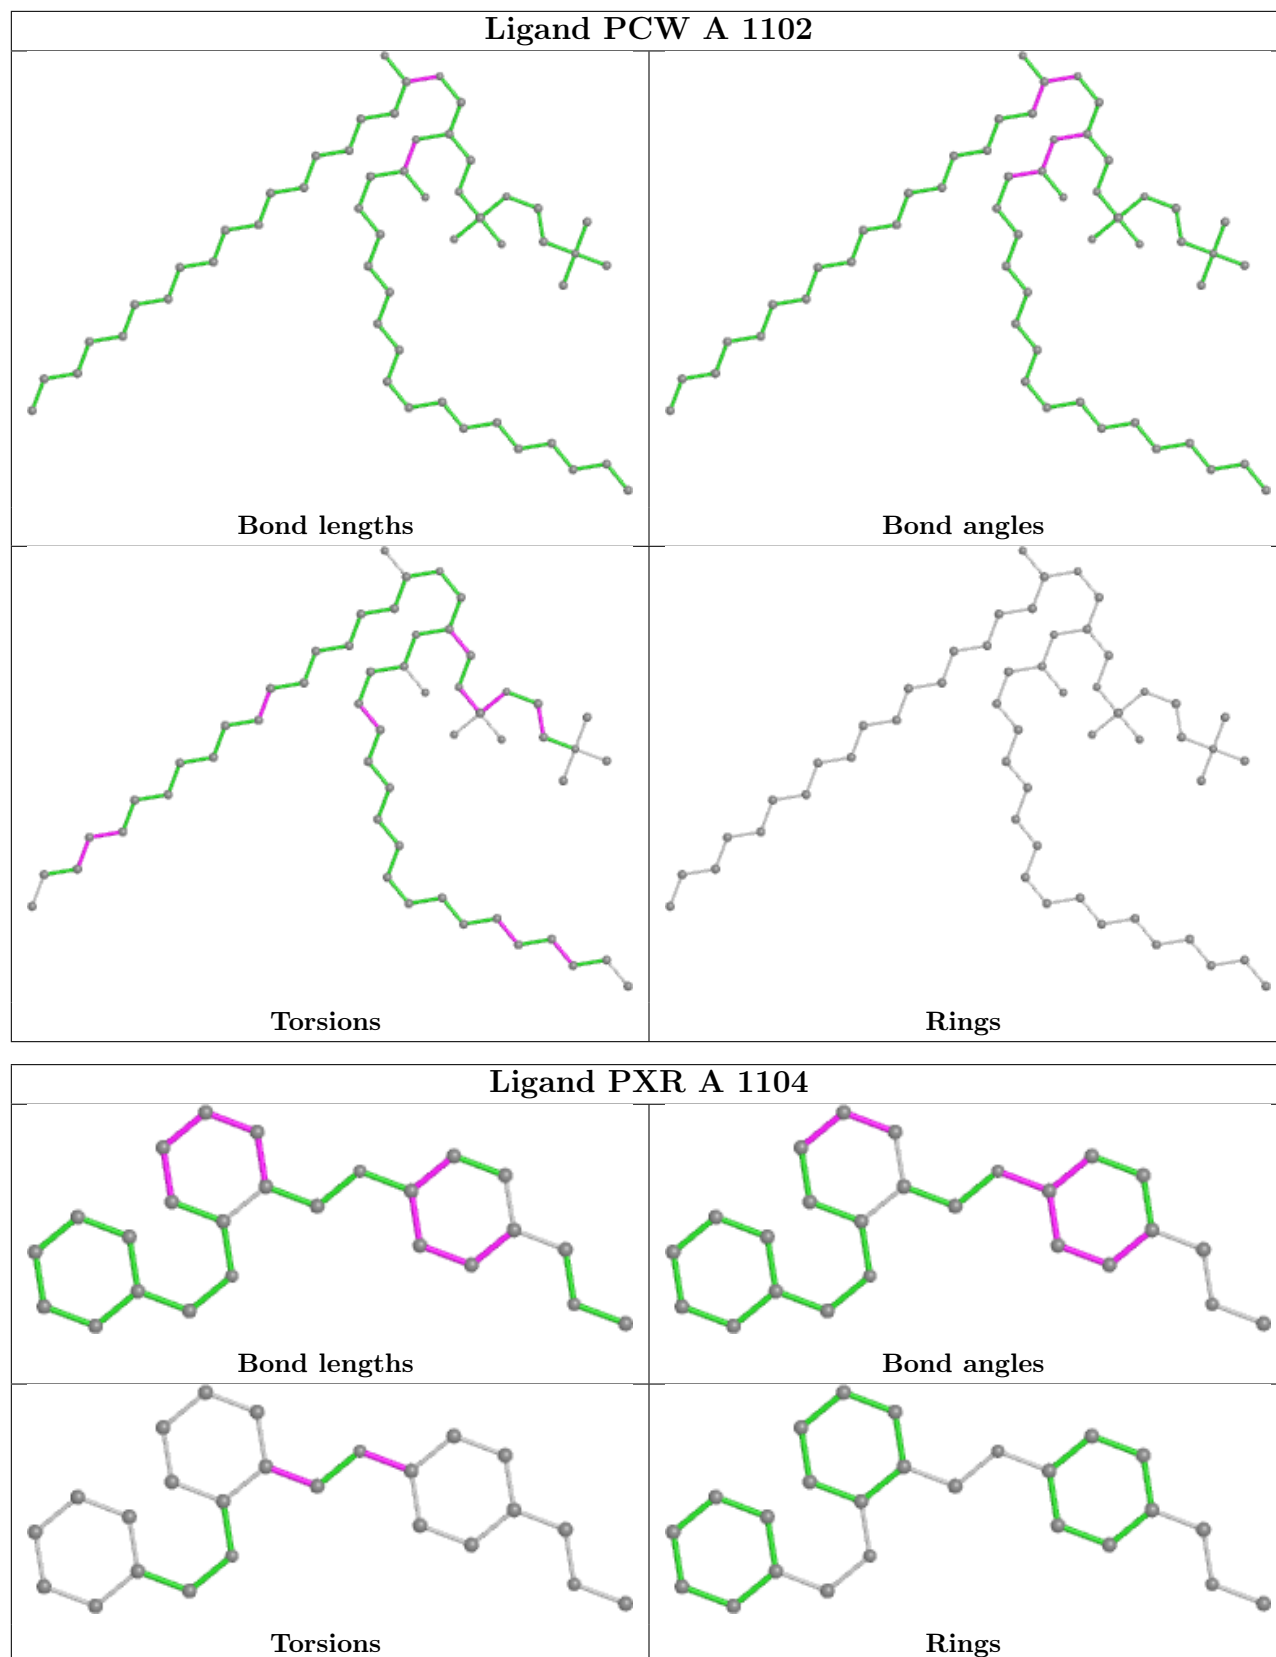 Ligand PCW A 1102
Bond lengths
Bond angles
Torsions
Rings
Ligand PXR A 1104
Bond lengths
Bond angles
Torsions
Rings